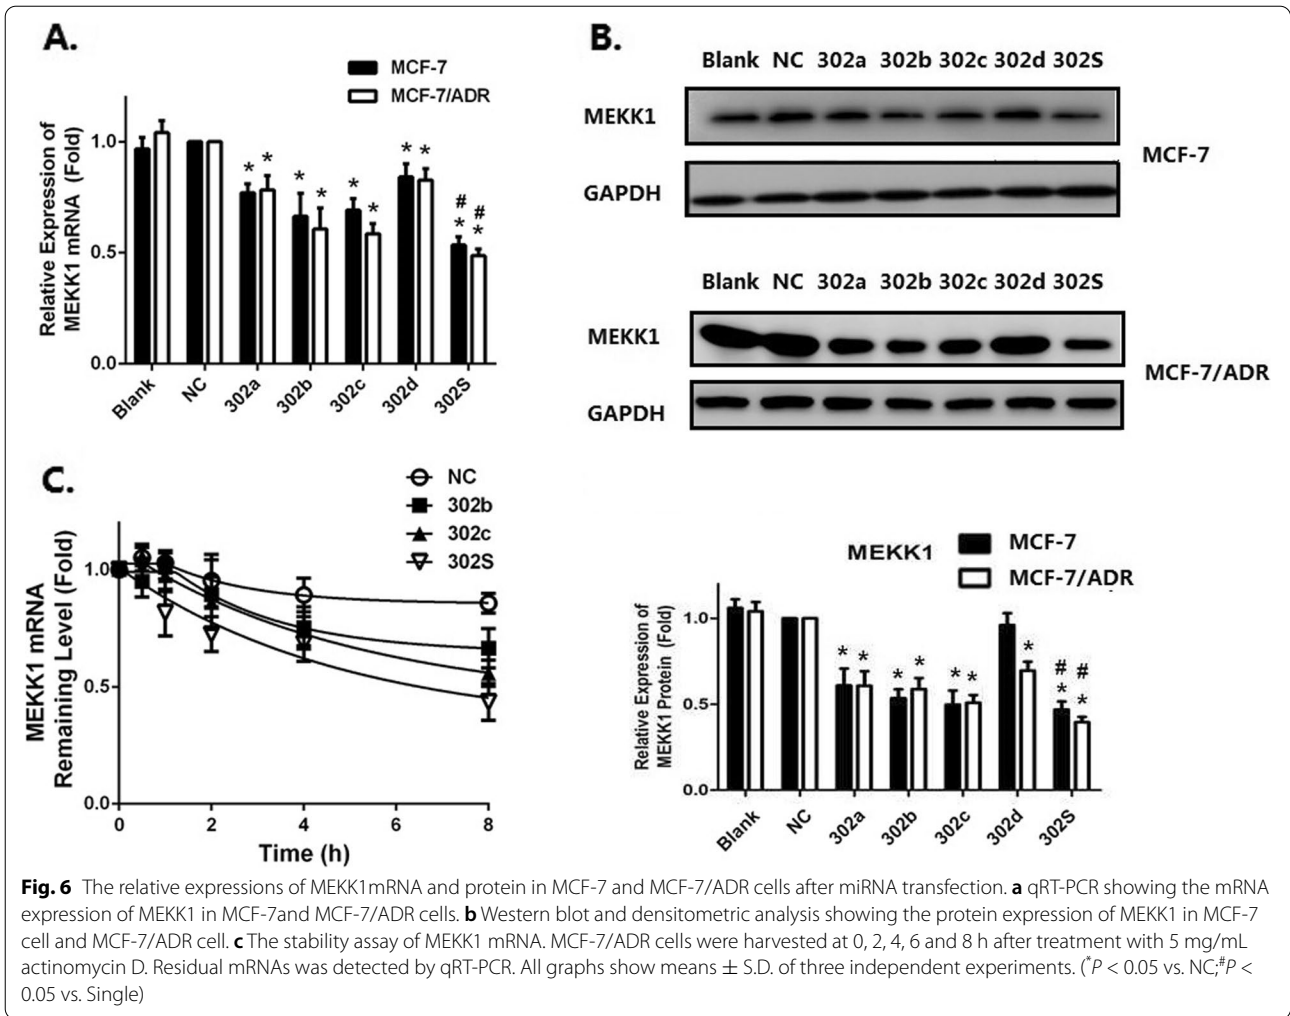 A.
MCF-7
MCF-7/ADR
Relative Expression of
MEKK1 mRNA (Fold)
1.0
0.5
0.0
Blank NC 302a 302b 302c 302d 302S
* * * * * * * * # * # *
B.
Blank NC 302a 302b 302c 302d 302S
MEKK1
GAPDH
MCF-7
Blank NC 302a 302b 302c 302d 302S
MEKK1
GAPDH
MCF-7/ADR
C.
NC
302b
302c
302S
MEKK1 mRNA
Remaining Level (Fold)
1.0
0.5
0.0
0 2 4 6 8
Time (h)
MEKK1
MCF-7
MCF-7/ADR
Relative Expression of
MEKK1 Protein (Fold)
1.0
0.5
0.0
* * * * * * * # * # *
Blank NC 302a 302b 302c 302d 302S
Fig. 6 The relative expressions of MEKK1mRNA and protein in MCF-7 and MCF-7/ADR cells after miRNA transfection. a qRT-PCR showing the mRNA
expression of MEKK1 in MCF-7and MCF-7/ADR cells. b Western blot and densitometric analysis showing the protein expression of MEKK1 in MCF-7
cell and MCF-7/ADR cell. c The stability assay of MEKK1 mRNA. MCF-7/ADR cells were harvested at 0, 2, 4, 6 and 8 h after treatment with 5 mg/mL
actinomycin D. Residual mRNAs was detected by qRT-PCR. All graphs show means ± S.D. of three independent experiments. (*P < 0.05 vs. NC;#P <
0.05 vs. Single)